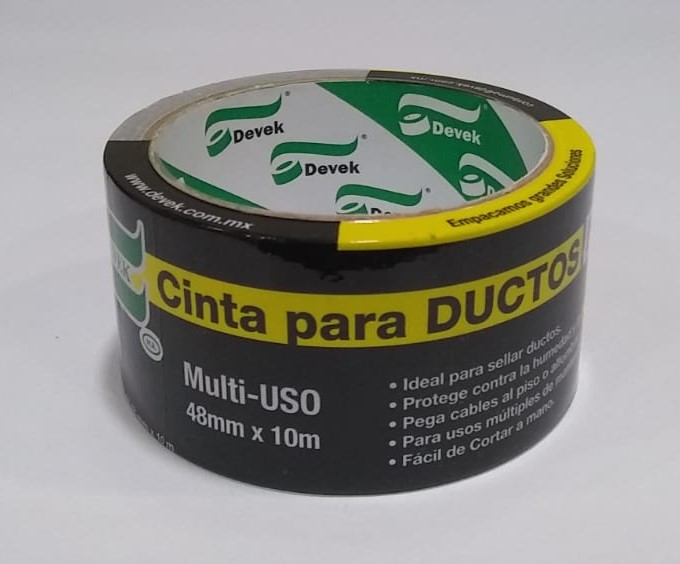 Devek
Devek
Devek
www.devek.com.mx
Empacamos grandes Soluciones
Cinta para DUCTOS
Multi-USO
48mm x 10m
• Ideal para sellar ductos.
• Protege contra la humedad y
• Pega cables al piso o
• Para usos múltiples de
• Fácil de Cortar a mano.